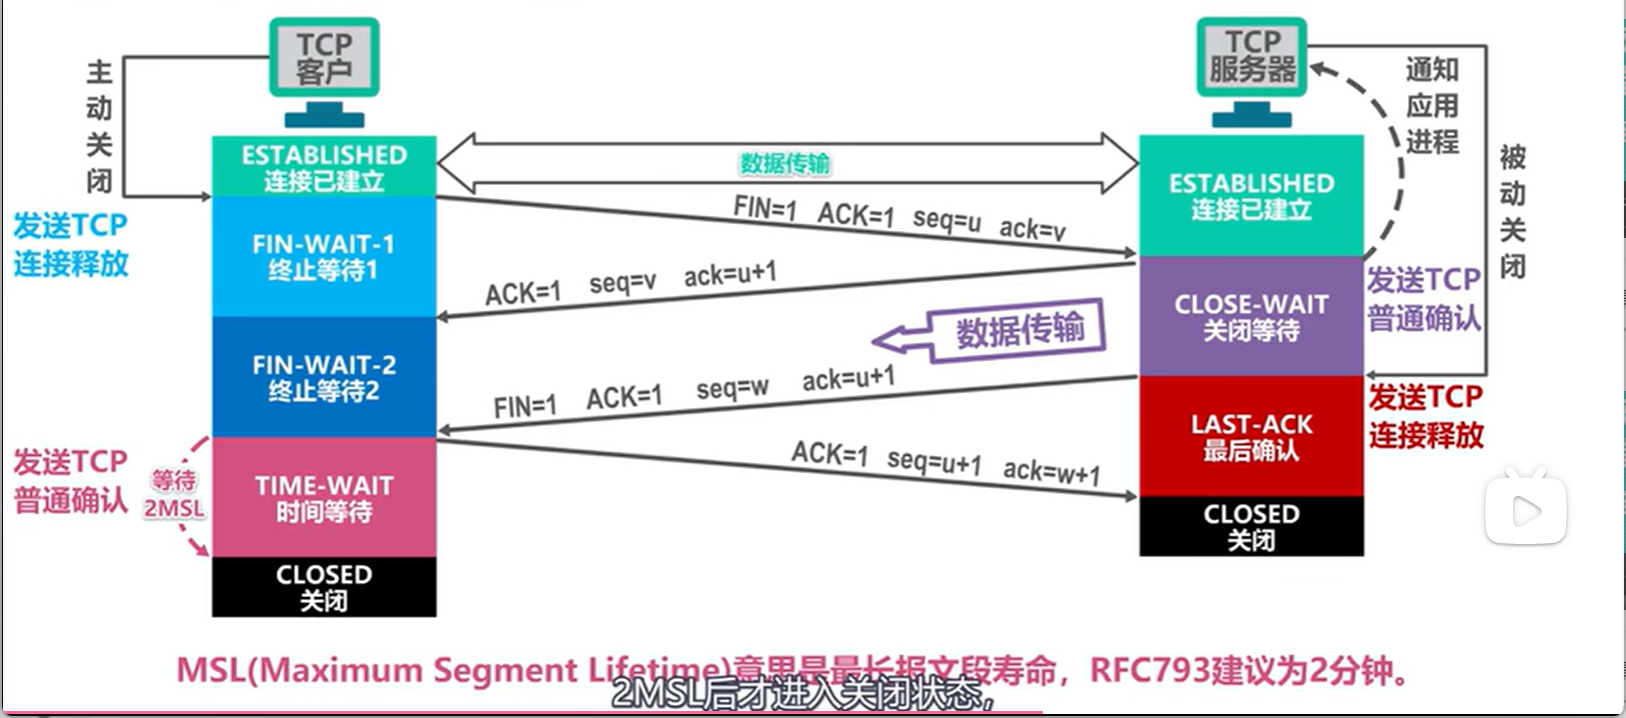 TCP
客户
TCP
服务器
主
动
关
闭
通知
应用
进程
被
动
关
闭
ESTABLISHED
连接已建立
数据传输
ESTABLISHED
连接已建立
FIN=1 ACK=1 seq=u ack=v
发送TCP
连接释放
FIN-WAIT-1
终止等待1
ACK=1 seq=v ack=u+1
CLOSE-WAIT
关闭等待
发送TCP
普通确认
数据传输
FIN-WAIT-2
终止等待2
FIN=1 ACK=1 seq=w ack=u+1
LAST-ACK
最后确认
发送TCP
连接释放
ACK=1 seq=u+1 ack=w+1
发送TCP
普通确认
等待
2MSL
TIME-WAIT
时间等待
CLOSED
关闭
CLOSED
关闭
MSL(Maximum Segment Lifetime)意思是最长报文段寿命，RFC793建议为2分钟。
2MSL后才进入关闭状态，